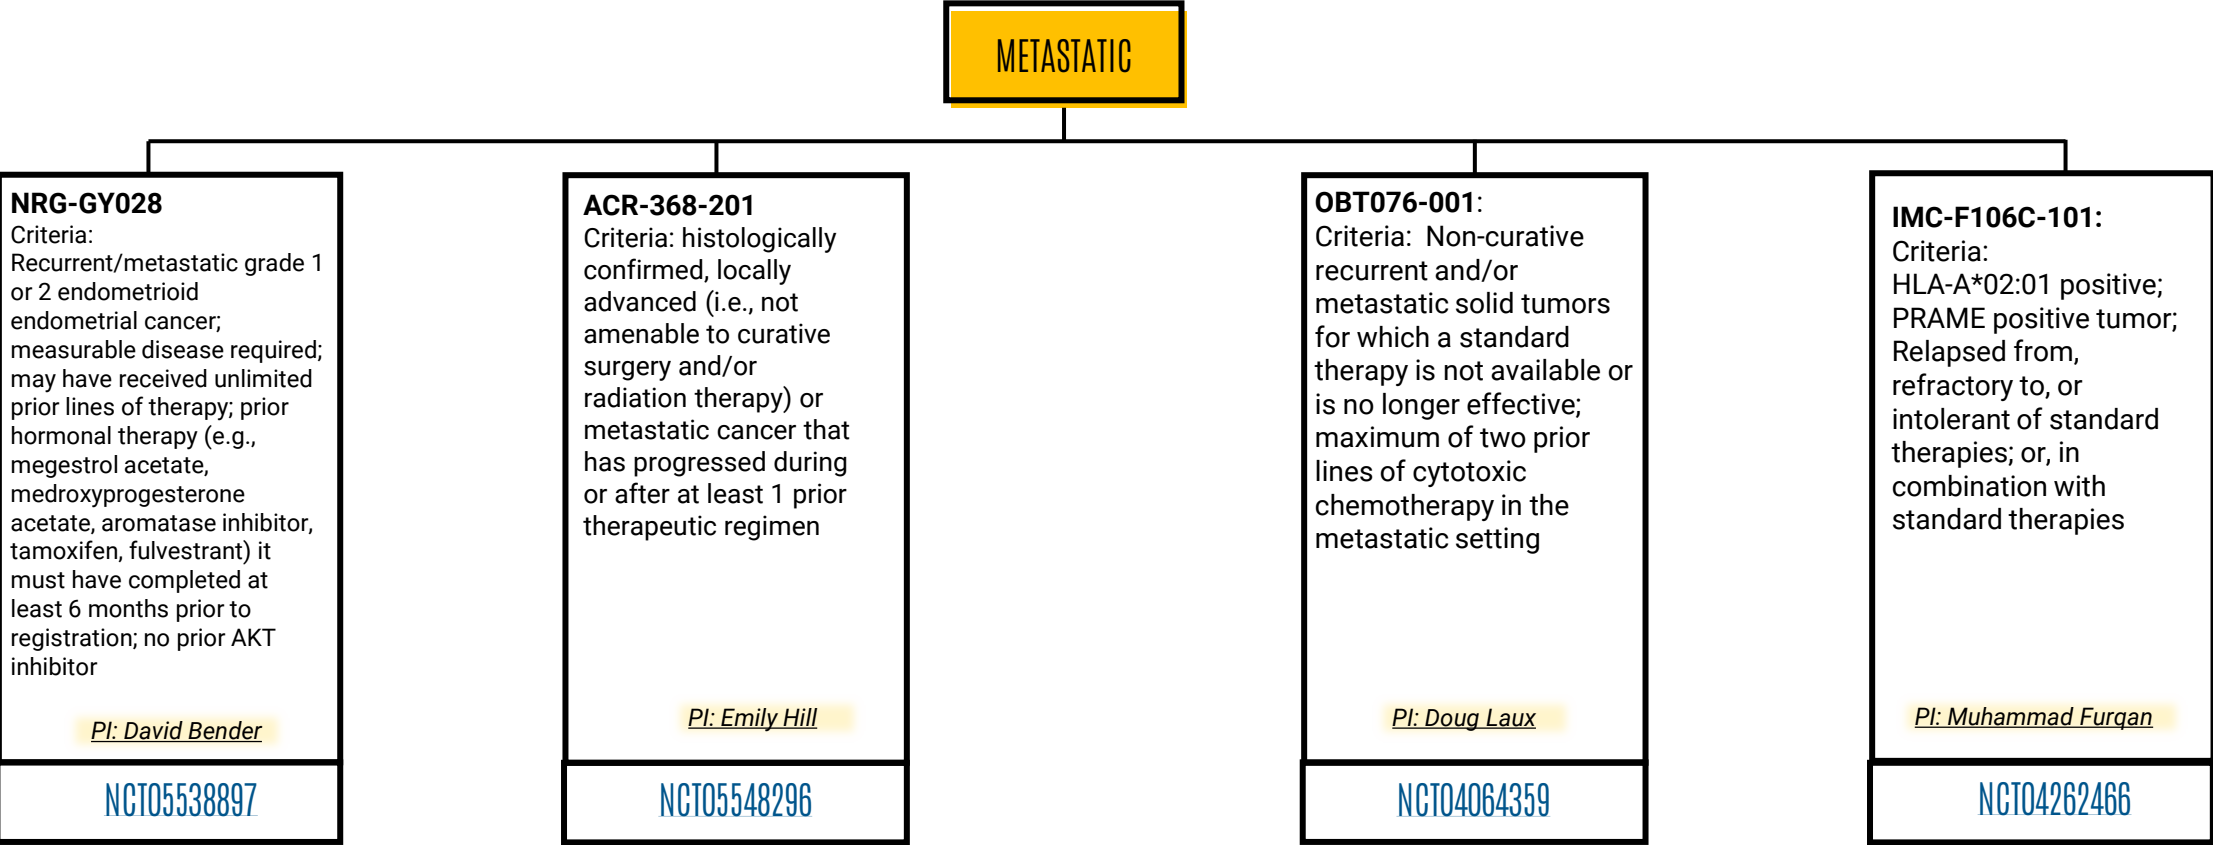 METASTATIC
NRG-GY028
Criteria:
Recurrent/metastatic grade 1
or 2 endometrioid
endometrial cancer;
measurable disease required;
may have received unlimited
prior lines of therapy; prior
hormonal therapy (e.g.,
megestrol acetate,
medroxyprogesterone
acetate, aromatase inhibitor,
tamoxifen, fulvestrant) it
must have completed at
least 6 months prior to
registration; no prior AKT
inhibitor
PI: David Bender
NCT05538897
ACR-368-201
Criteria: histologically
confirmed, locally
advanced (i.e., not
amenable to curative
surgery and/or
radiation therapy) or
metastatic cancer that
has progressed during
or after at least 1 prior
therapeutic regimen
PI: Emily Hill
NCT05548296
OBT076-001:
Criteria: Non-curative
recurrent and/or
metastatic solid tumors
for which a standard
therapy is not available or
is no longer effective;
maximum of two prior
lines of cytotoxic
chemotherapy in the
metastatic setting
PI: Doug Laux
NCT04064359
IMC-F106C-101:
Criteria:
HLA-A*02:01 positive;
PRAME positive tumor;
Relapsed from,
refractory to, or
intolerant of standard
therapies; or, in
combination with
standard therapies
PI: Muhammad Furqan
NCT04262466